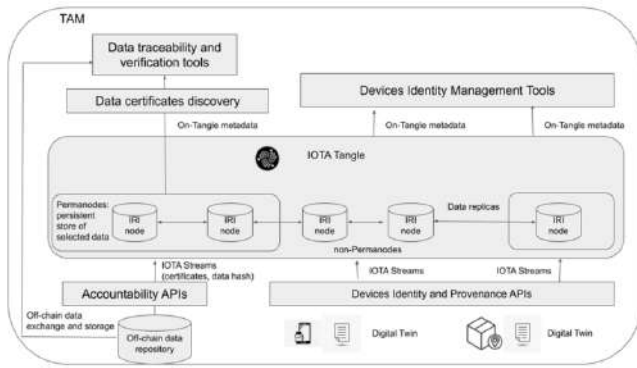 TAM
Data traceability and
verification tools
Data certificates discovery
Devices Identity Management Tools
On-Tangle metadata
On-Tangle metadata
On-Tangle metadata
IOTA Tangle
Permanodes:
persistent
store of
selected data
IRI
node
IRI
node
IRI
node
IRI
node
Data replicas
IRI
node
non-Permanodes
IOTA Streams
(certificates, data hash)
IOTA Streams
IOTA Streams
Accountability APIs
Devices Identity and Provenance APIs
Off-chain data
exchange and storage
Off-chain data
repository
Digital Twin
Digital Twin